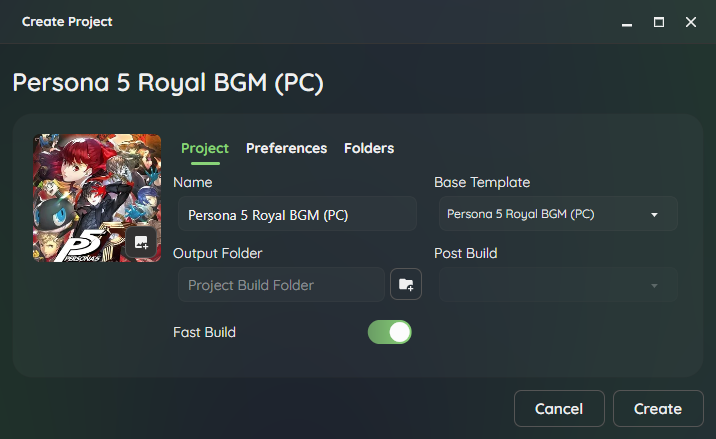 Create Project
Persona 5 Royal BGM (PC)
Project Preferences Folders
Name Base Template
Persona 5 Royal BGM (PC) Persona 5 Royal BGM (PC)
Output Folder Post Build
Project Build Folder
Fast Build
P5
PERSONA5
Cancel Create